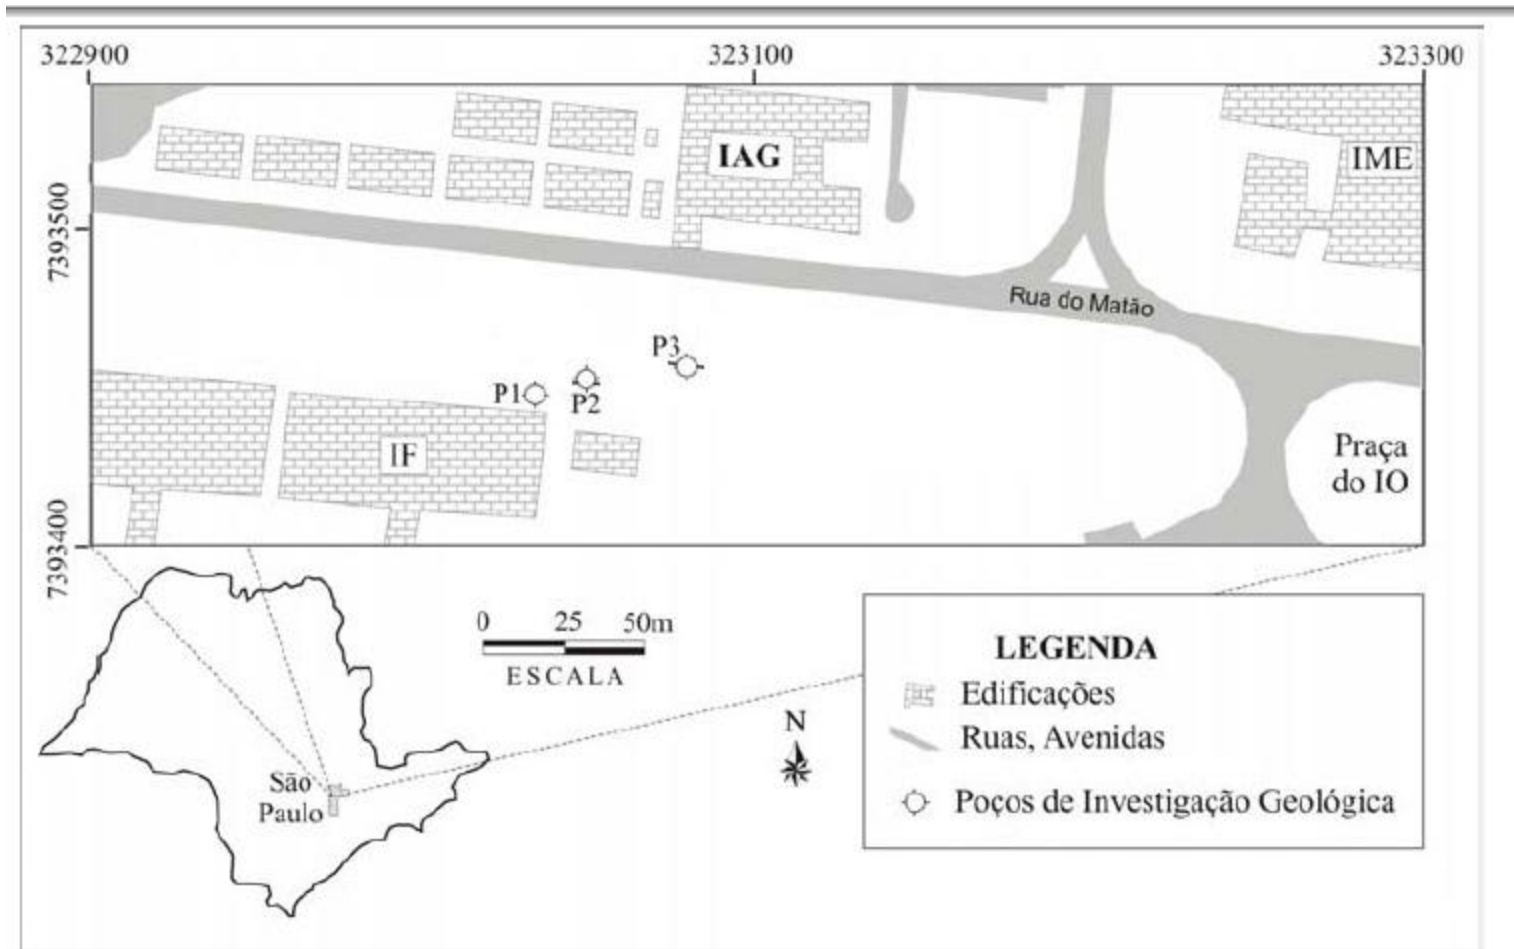 322900
323100
323300
IAG
IME
7393500
Rua do Matão
P3
P1
P2
IF
Praça
do IO
7393400
0 25 50m
ESCALA
N
São
Paulo
LEGENDA
Edificações
Ruas, Avenidas
Poços de Investigação Geológica